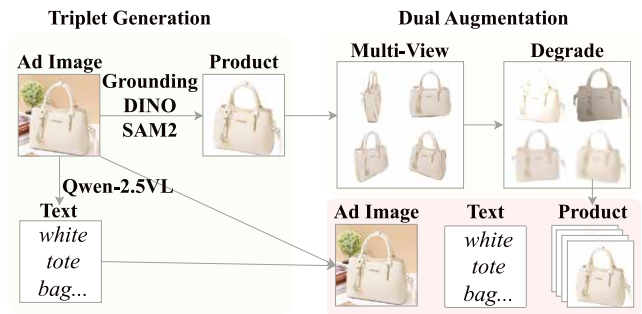 Triplet Generation
Dual Augmentation
Ad Image
Grounding
DINO
SAM2
Product
Multi-View
Degrade
Qwen-2.5VL
Text
white
tote
bag...
Ad Image
Text
Product
white
tote
bag...